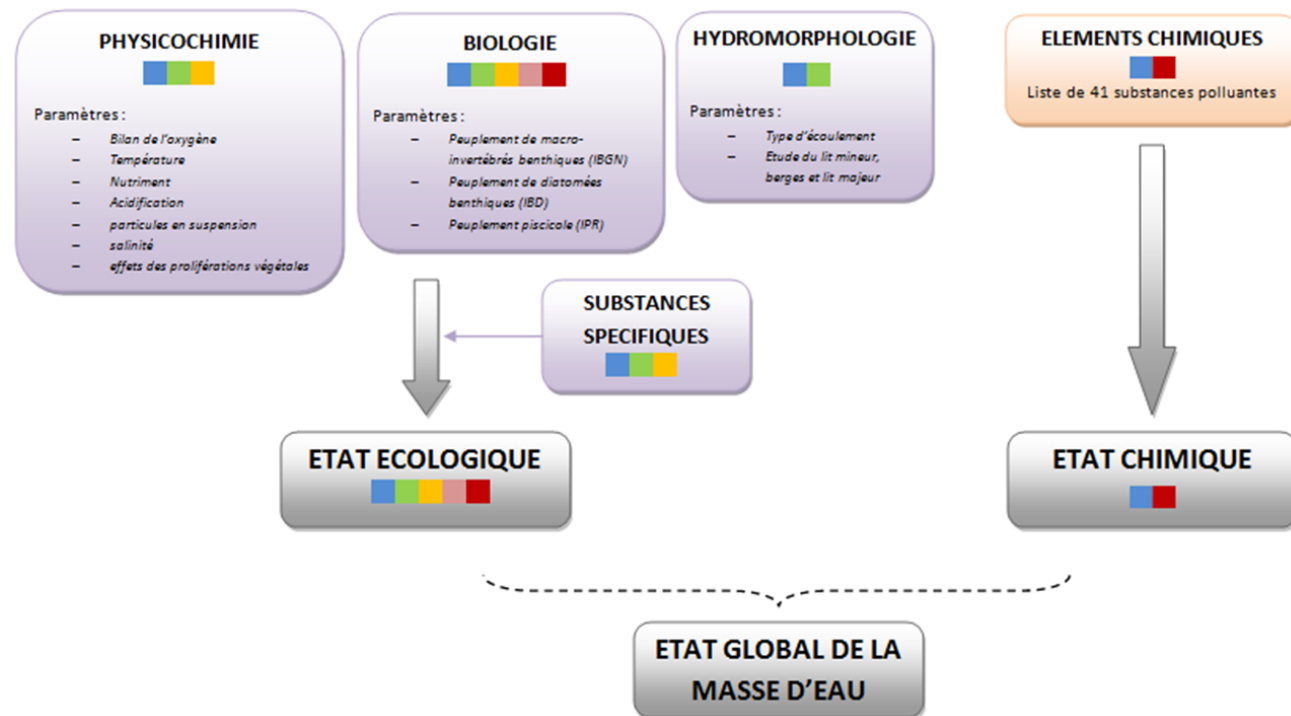 PHYSICOCHIMIE
Paramètres :
– Bilan de l'oxygène
– Température
– Nutriment
– Acidification
– particules en suspension
– salinité
– effets des proliférations végétales
BIOLOGIE
Paramètres :
– Peuplement de macro-
invertébrés benthiques (IBGN)
– Peuplement de diatomées
benthiques (IBD)
– Peuplement piscicole (IPR)
HYDROMORPHOLOGIE
Paramètres :
– Type d'écoulement
– Etude du lit mineur,
berges et lit majeur
ELEMENTS CHIMIQUES
Liste de 41 substances polluantes
SUBSTANCES
SPECIFIQUES
ETAT ECOLOGIQUE
ETAT CHIMIQUE
ETAT GLOBAL DE LA
MASSE D'EAU